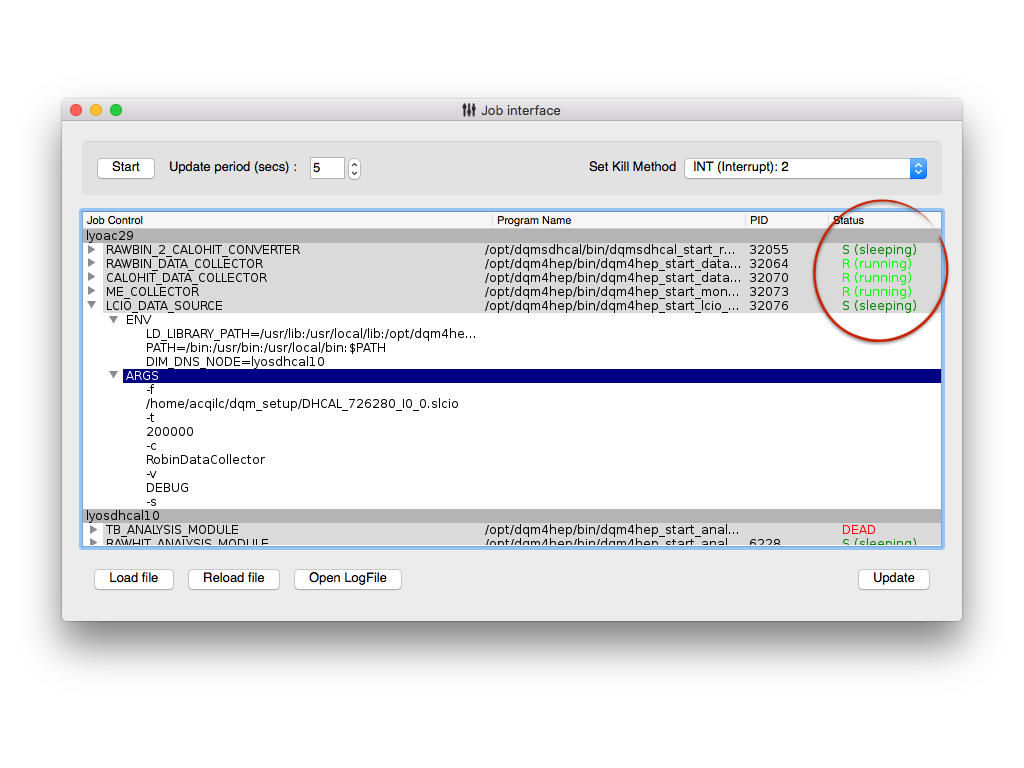 Job interface
Start Update period (secs) : 5 Set Kill Method INT (Interrupt): 2
Job Control Program Name PID Status
lyoac29
RAWBIN_2_CALOHIT_CONVERTER /opt/dqmsdhcal/bin/dqmsdhcal_start_r... 32055 S (sleeping)
RAWBIN_DATA_COLLECTOR /opt/dqm4hep/bin/dqm4hep_start_data... 32064 R (running)
CALOHIT_DATA_COLLECTOR /opt/dqm4hep/bin/dqm4hep_start_data... 32070 R (running)
ME_COLLECTOR /opt/dqm4hep/bin/dqm4hep_start_mon... 32073 R (running)
LCIO_DATA_SOURCE /opt/dqm4hep/bin/dqm4hep_start_lcio_... 32076 S (sleeping)
ENV
LD_LIBRARY_PATH=/usr/lib:/usr/local/lib:/opt/dqm4he...
PATH=/bin:/usr/bin:/usr/local/bin:$PATH
DIM_DNS_NODE=lyosdhcal10
ARGS
-f
/home/acqilc/dqm_setup/DHCAL_726280_I0_0.slcio
-t
200000
-c
RobinDataCollector
-v
DEBUG
-s
lyosdhcal10
TB_ANALYSIS_MODULE /opt/dqm4hep/bin/dqm4hep_start_anal... DEAD
RAWHIT_ANALYSIS_MODULE /opt/dqm4hep/bin/dqm4hep_start_anal... 6228 S (sleeping)
Load file Reload file Open LogFile Update